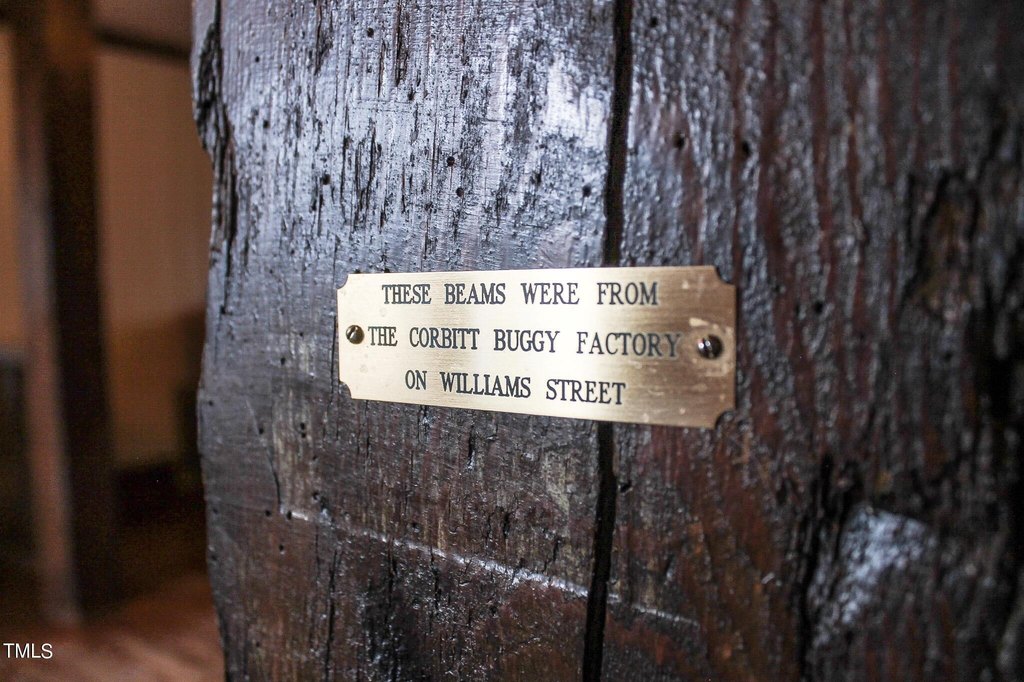 THESE BEAMS WERE FROM
THE CORBITT BUGGY FACTORY
ON WILLIAMS STREET
TMLS